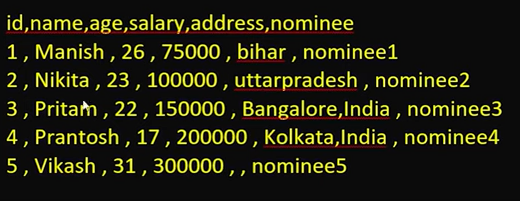 id,name,age,salary,address,nominee
1 , Manish , 26 , 75000 , bihar , nominee1
2 , Nikita , 23 , 100000 , uttarpradesh , nominee2
3 , Pritam , 22 , 150000 , Bangalore,India , nominee3
4 , Prantosh , 17 , 200000 , Kolkata,India , nominee4
5 , Vikash , 31 , 300000 , , nominee5